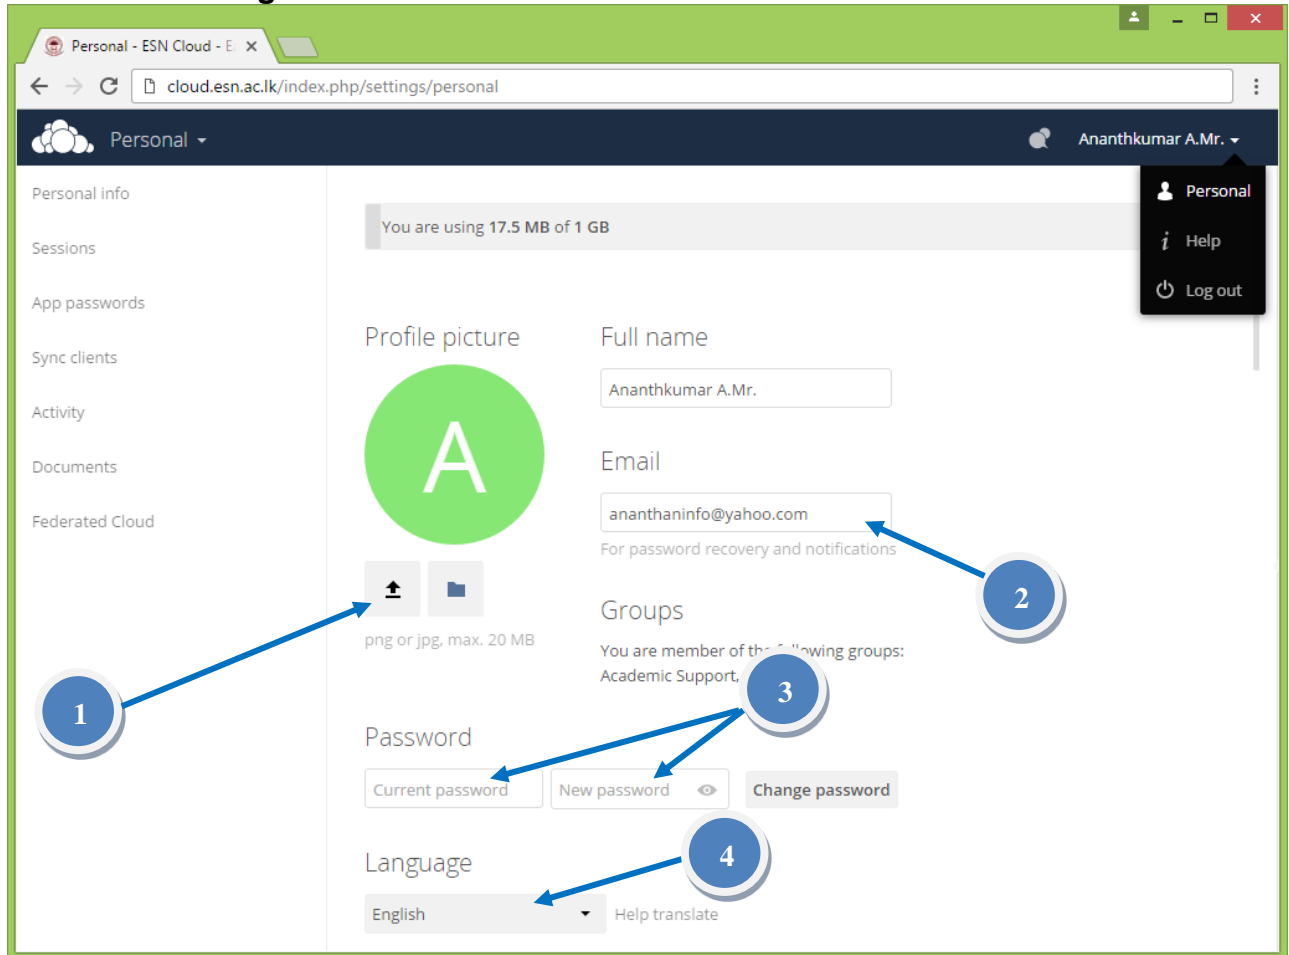 Personal - ESN Cloud - E
cloud.esn.ac.lk/index.php/settings/personal
Personal
Ananthkumar A.Mr.
Personal
Help
Log out
Personal info
Sessions
App passwords
Sync clients
Activity
Documents
Federated Cloud
You are using 17.5 MB of 1 GB
Profile picture
A
png or jpg, max. 20 MB
Full name
Ananthkumar A.Mr.
Email
ananthaninfo@yahoo.com
For password recovery and notifications
Groups
You are member of the following groups:
Academic Support,
Password
Current password
New password
Change password
Language
English
Help translate
1
2
3
4